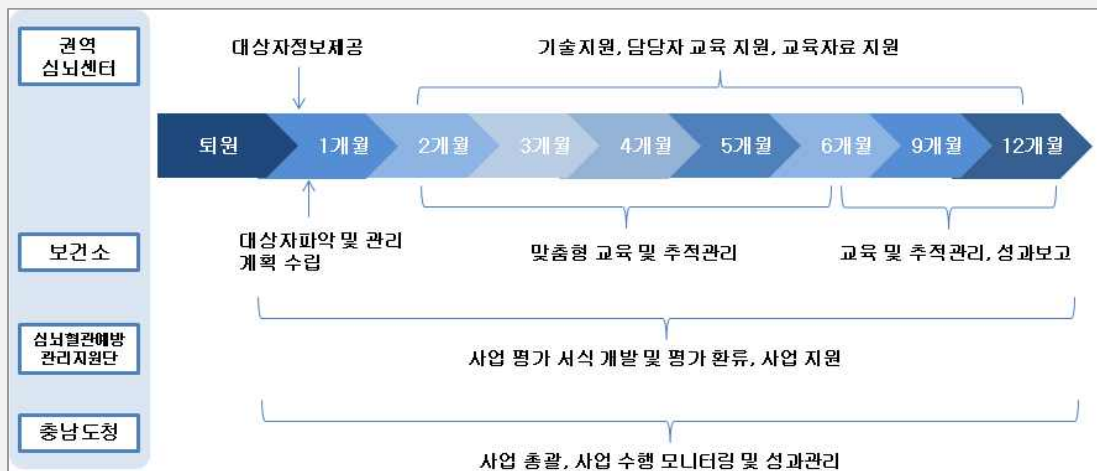 권역
심뇌센터
대상자정보제공
기술지원, 담당자 교육 지원, 교육자료 지원
퇴원
1개월
2개월
3개월
4개월
5개월
6개월
9개월
12개월
보건소
대상자파악 및 관리
계획 수립
맞춤형 교육 및 추적관리
교육 및 추적관리, 성과보고
심뇌혈관예방
관리지원단
사업 평가 서식 개발 및 평가 환류, 사업 지원
충남도청
사업 총괄, 사업 수행 모니터링 및 성과관리